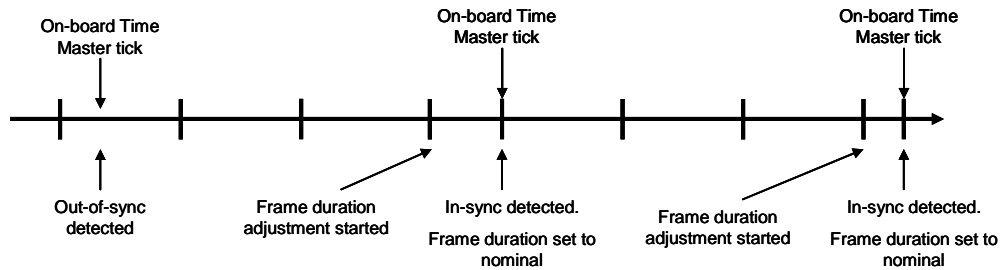 On-board Time
Master tick
On-board Time
Master tick
On-board Time
Master tick
Out-of-sync
detected
Frame duration
adjustment started
In-sync detected.
Frame duration set to
nominal
Frame duration
adjustment started
In-sync detected.
Frame duration set to
nominal